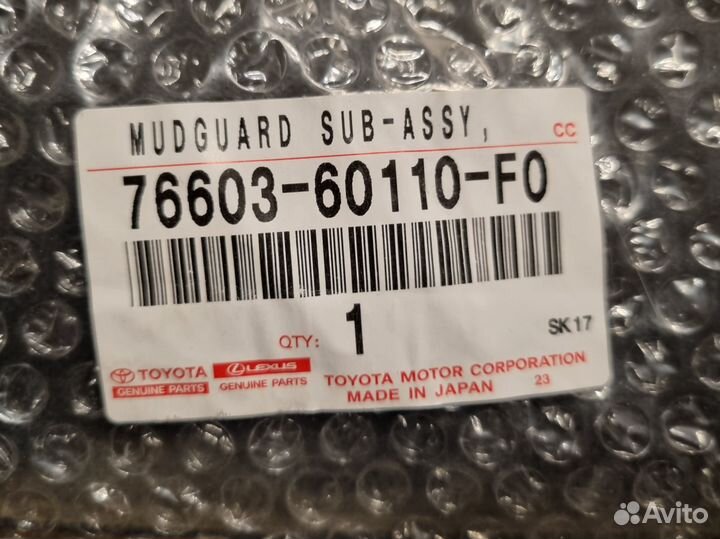 MUDGUARD SUB-ASSY,
CC
76603-60110-F0
QTY: 1
SK17
TOYOTA
GENUINE PARTS
LEXUS
GENUINE PARTS
TOYOTA MOTOR CORPORATION
MADE IN JAPAN 23
Avito